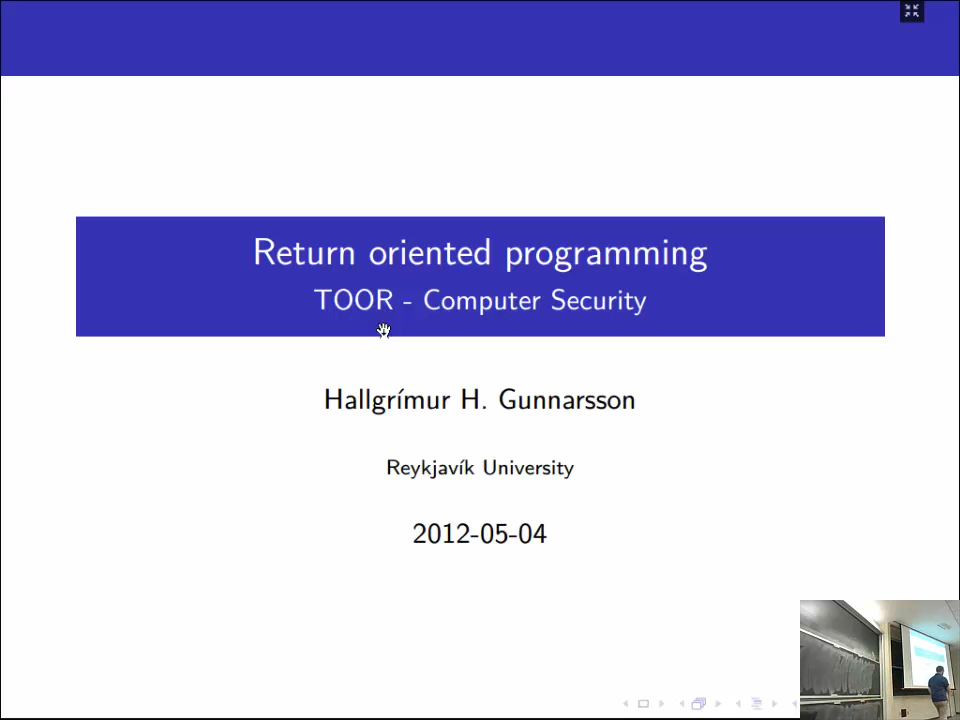 Return oriented programming
TOOR - Computer Security
Hallgrímur H. Gunnarsson
Reykjavík University
2012-05-04